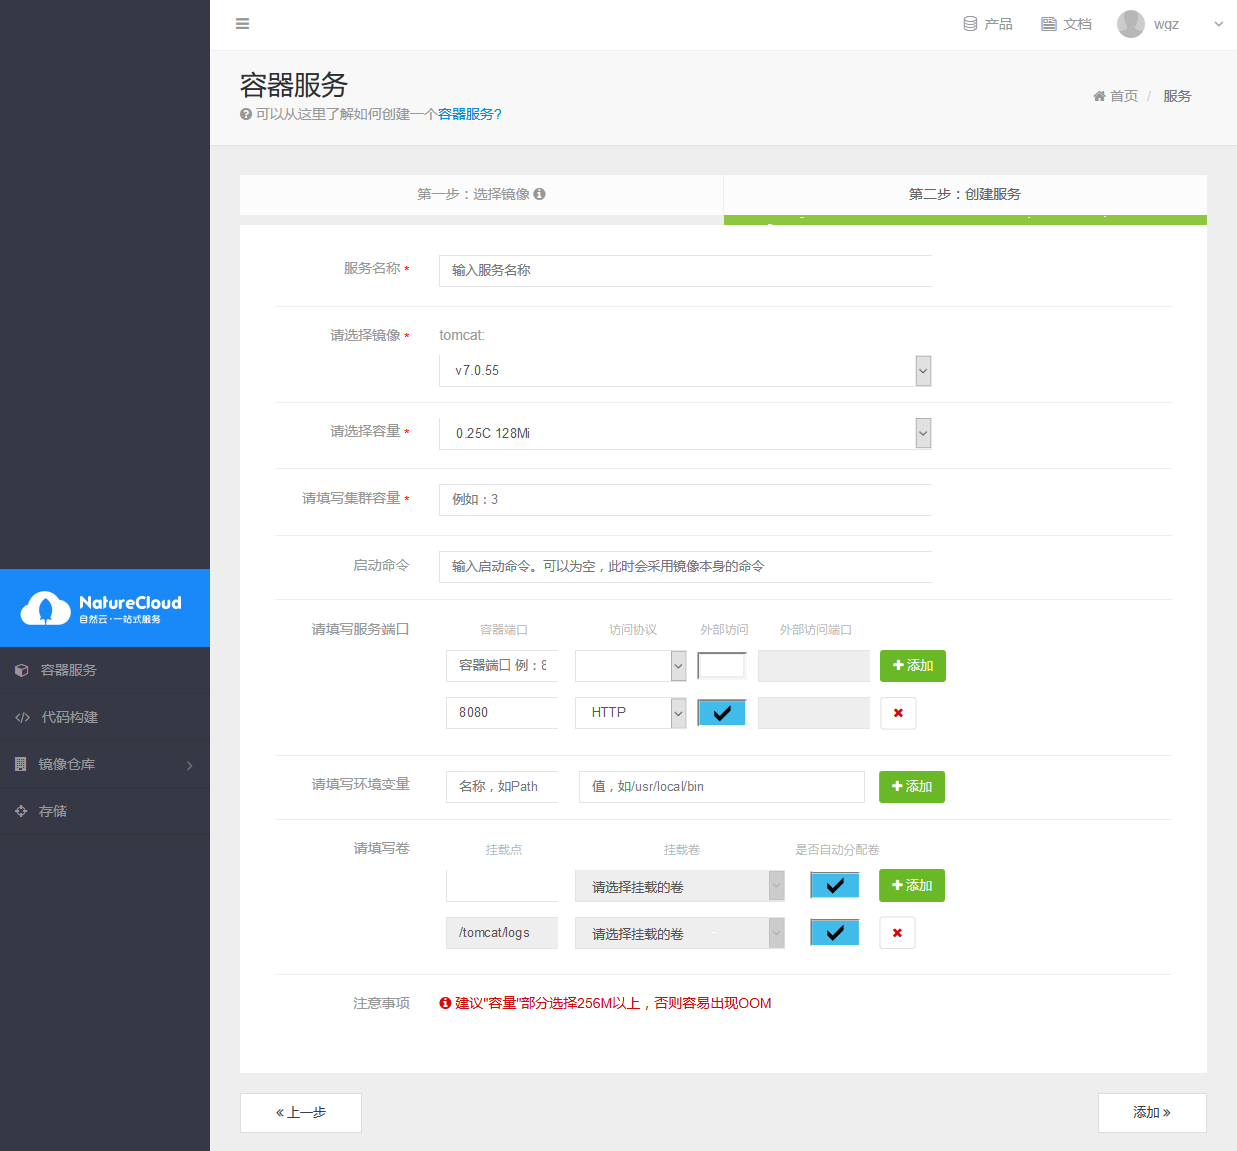 产品 文档 wgz
容器服务
可以从这里了解如何创建一个容器服务?
首页 / 服务
第一步：选择镜像
第二步：创建服务
服务名称 *
输入服务名称
请选择镜像 *
tomcat:
v7.0.55
请选择容量 *
0.25C 128Mi
请填写集群容量 *
例如：3
启动命令
输入启动命令。可以为空，此时会采用镜像本身的命令
请填写服务端口
容器端口 访问协议 外部访问 外部访问端口
容器端口 例：8
添加
8080 HTTP
请填写环境变量
名称，如Path
值，如/usr/local/bin
添加
请填写卷
挂载点 挂载卷 是否自动分配卷
请选择挂载的卷
添加
/tomcat/logs
请选择挂载的卷
注意事项
建议"容量"部分选择256M以上，否则容易出现OOM
« 上一步
添加 »
NatureCloud
自然云·一站式服务
容器服务
</> 代码构建
镜像仓库
存储